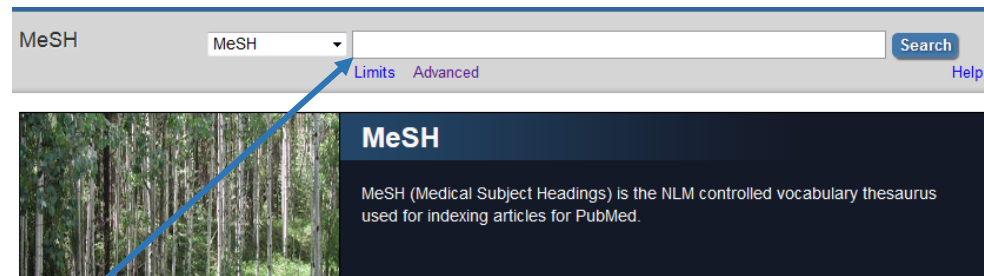 MeSH MeSH Search
Limits Advanced Help
MeSH
MeSH (Medical Subject Headings) is the NLM controlled vocabulary thesaurus
used for indexing articles for PubMed.